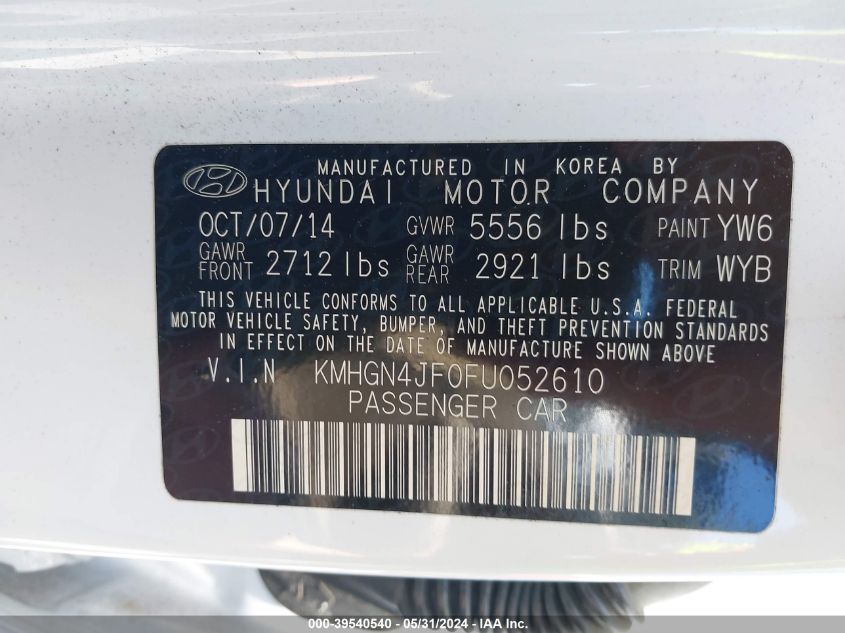 MANUFACTURED IN KOREA BY
HYUNDAI MOTOR COMPANY
OCT/07/14 GVWR 5556 lbs PAINT YW6
GAWR FRONT 2712 lbs GAWR REAR 2921 lbs TRIM WYB
THIS VEHICLE CONFORMS TO ALL APPLICABLE U.S.A. FEDERAL
MOTOR VEHICLE SAFETY, BUMPER, AND THEFT PREVENTION STANDARDS
IN EFFECT ON THE DATE OF MANUFACTURE SHOWN ABOVE.
V.I.N KMHGN4JF0FU052610
PASSENGER CAR
000-39540540 - 05/31/2024 - IAA Inc.